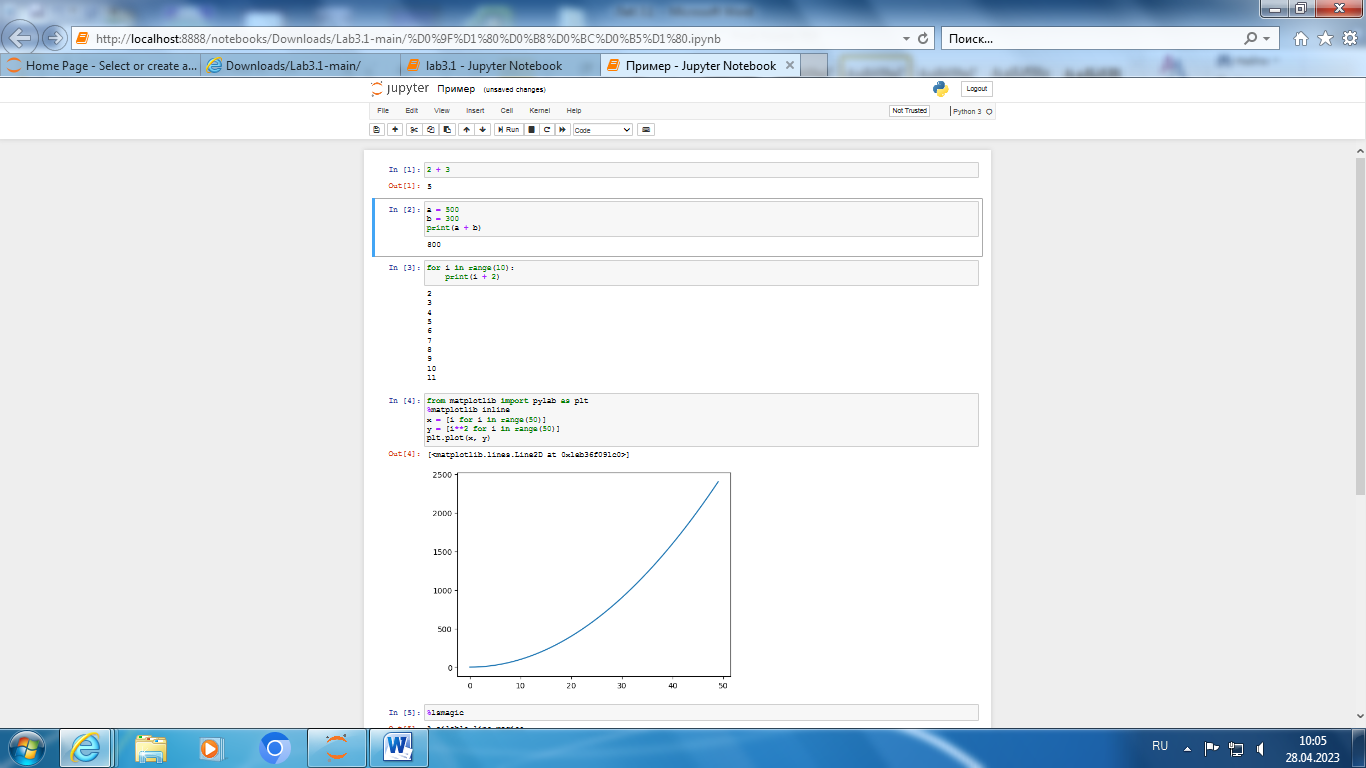 http://localhost:8888/notebooks/Downloads/Lab3.1-main/%D0%9F%D1%80%D0%B8%D0%BC%D0%B5%D1%80.ipynb
Поиск...
Home Page - Select or create a...
Downloads/Lab3.1-main/
lab3.1 - Jupyter Notebook
Пример - Jupyter Notebook
jupyter Пример (unsaved changes)
Logout
File Edit View Insert Cell Kernel Help
Not Trusted
Python 3
Run
Code
In [1]: 2 + 3
Out[1]: 5
In [2]: a = 500
b = 300
print(a + b)
800
In [3]: for i in range(10):
print(i + 2)
2
3
4
5
6
7
8
9
10
11
In [4]: from matplotlib import pylab as plt
%matplotlib inline
x = [i for i in range(50)]
y = [i**2 for i in range(50)]
plt.plot(x, y)
Out[4]: [<matplotlib.lines.Line2D at 0x1eb36f091c0>]
2500
2000
1500
1000
500
0
0 10 20 30 40 50
In [5]: %lsmagic
RU
10:05
28.04.2023